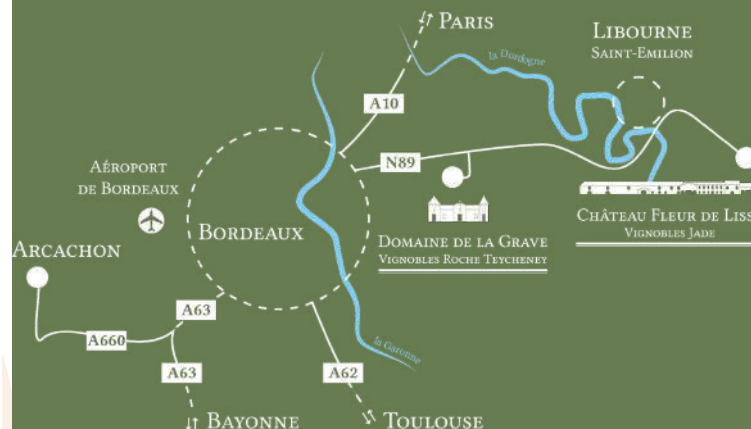 PARIS
la Dordogne
LIBOURNE
SAINT-EMILION
A10
N89
AÉROPORT
DE BORDEAUX
BORDEAUX
CHÂTEAU FLEUR DE LISS
VIGNOBLES JADE
DOMAINE DE LA GRAVE
VIGNOBLES ROCHE TEYCHENEY
ARCACHON
A63
A660
la Garonne
A63
A62
BAYONNE
TOULOUSE